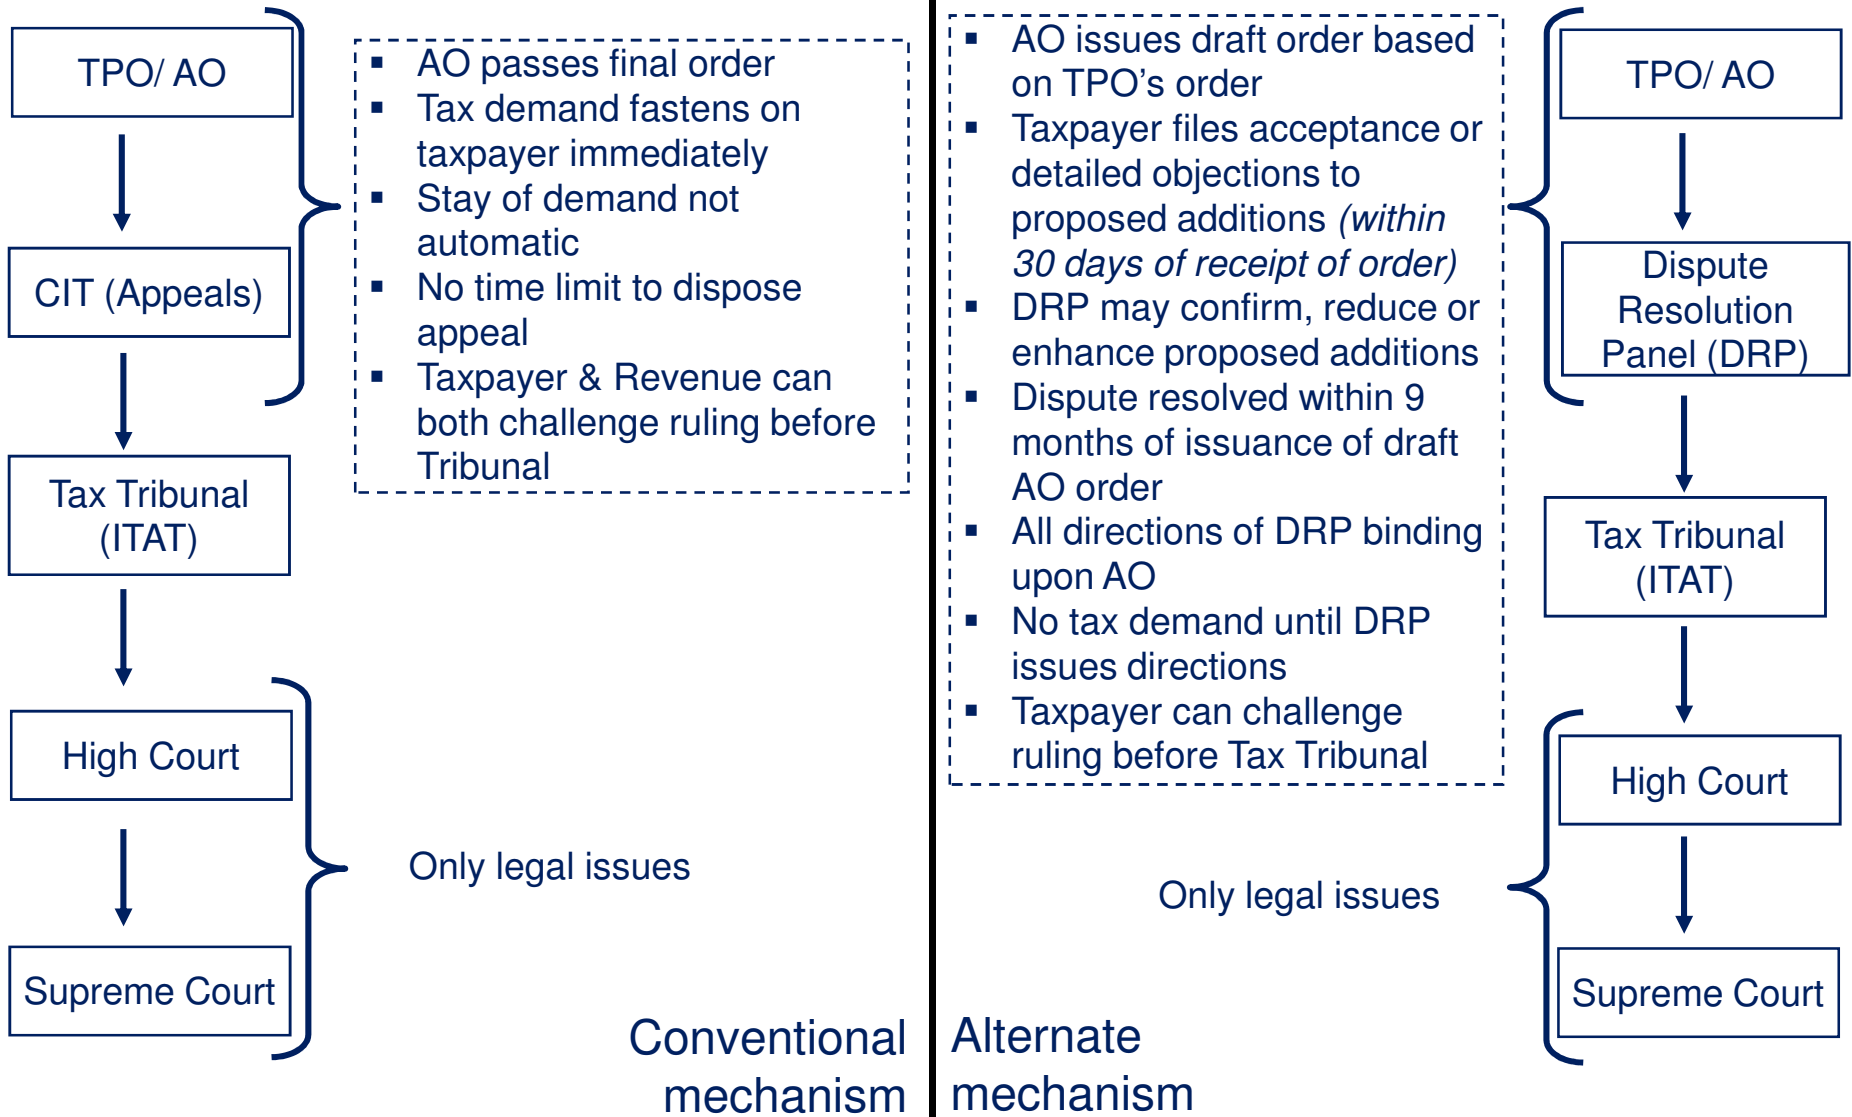 TPO/ AO
CIT (Appeals)
Tax Tribunal
(ITAT)
High Court
Supreme Court
▪ AO passes final order
▪ Tax demand fastens on
taxpayer immediately
▪ Stay of demand not
automatic
▪ No time limit to dispose
appeal
▪ Taxpayer & Revenue can
both challenge ruling before
Tribunal
Only legal issues
Conventional
mechanism
▪ AO issues draft order based
on TPO’s order
▪ Taxpayer files acceptance or
detailed objections to
proposed additions (within
30 days of receipt of order)
▪ DRP may confirm, reduce or
enhance proposed additions
▪ Dispute resolved within 9
months of issuance of draft
AO order
▪ All directions of DRP binding
upon AO
▪ No tax demand until DRP
issues directions
▪ Taxpayer can challenge
ruling before Tax Tribunal
Only legal issues
Alternate
mechanism
TPO/ AO
Dispute
Resolution
Panel (DRP)
Tax Tribunal
(ITAT)
High Court
Supreme Court